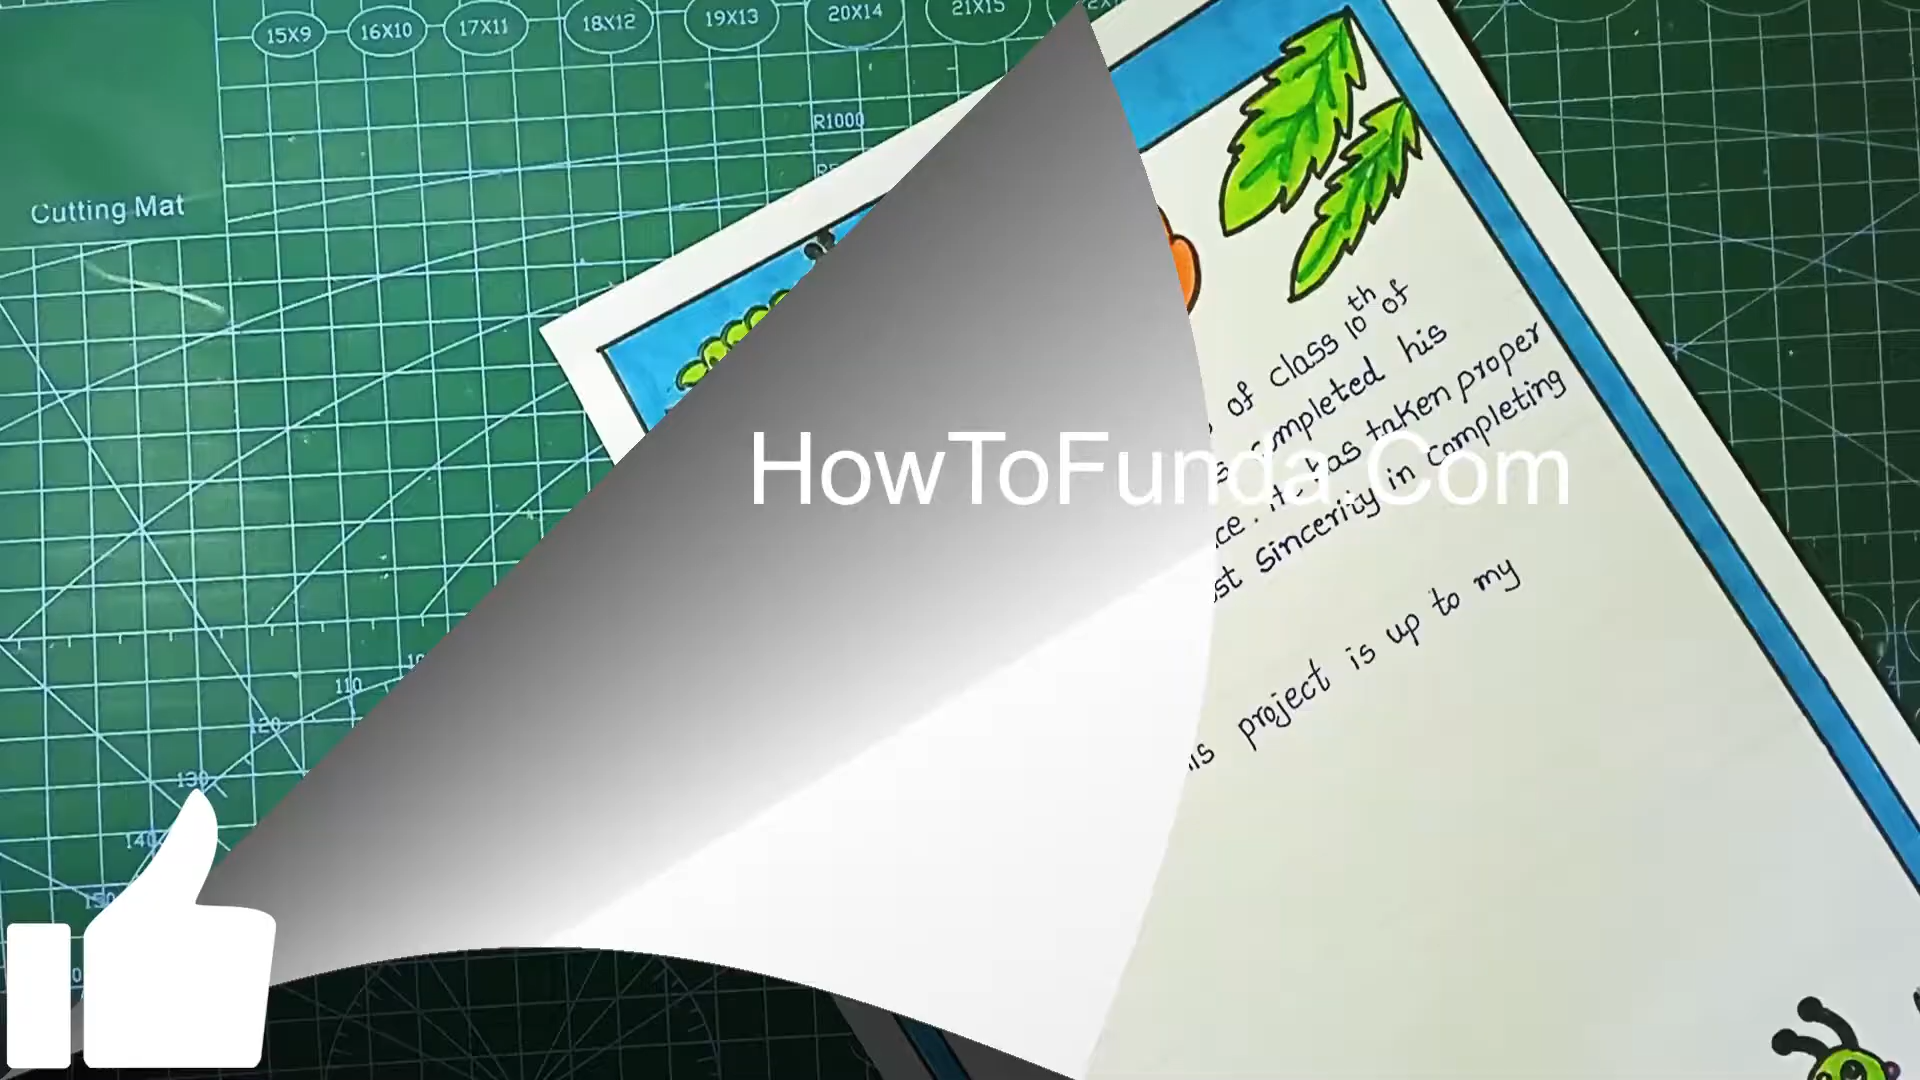 15X9 16X10 17X11 18X12 19X13 20X14 21X15
R1000
Cutting Mat
of class 10th of
completed his
has taken proper
sincerity in completing
project is up to my
HowToFunda.Com
110
120
130
140
150